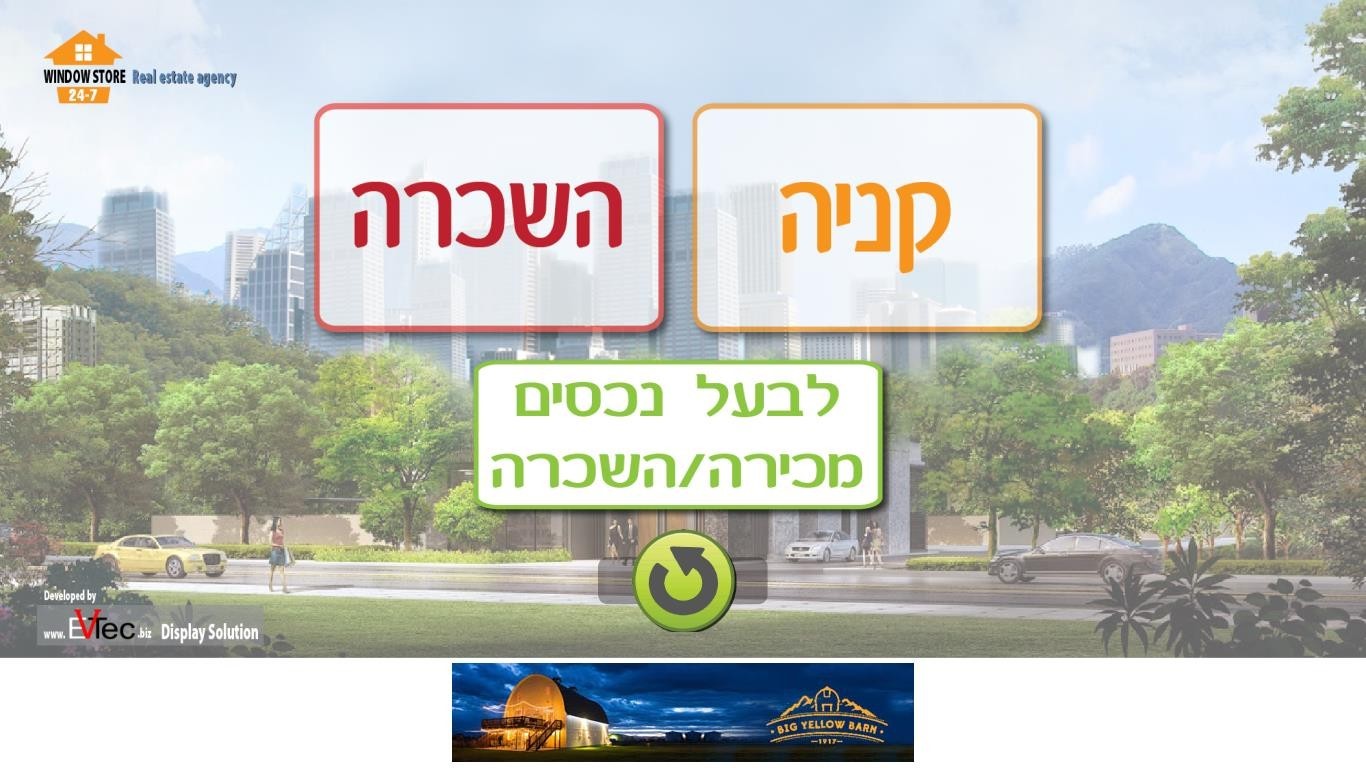 WINDOW STORE Real estate agency
24-7
קניה
השכרה
לבעל נכסים
מכירה/השכרה
Developed by
www.EVTec.biz Display Solution
BIG YELLOW BARN
1917